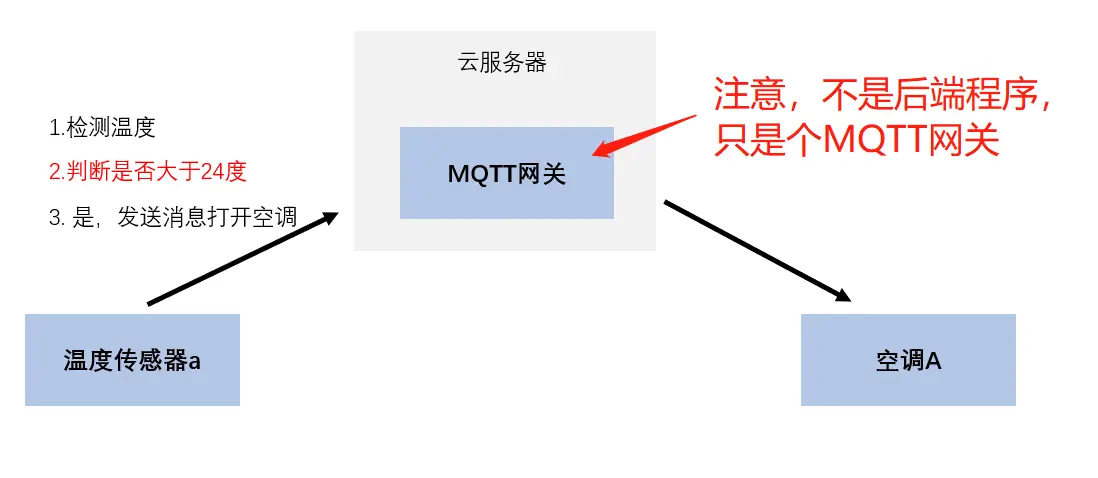 云服务器
注意，不是后端程序，
只是个MQTT网关
1.检测温度
2.判断是否大于24度
3. 是，发送消息打开空调
MQTT网关
温度传感器a
空调A